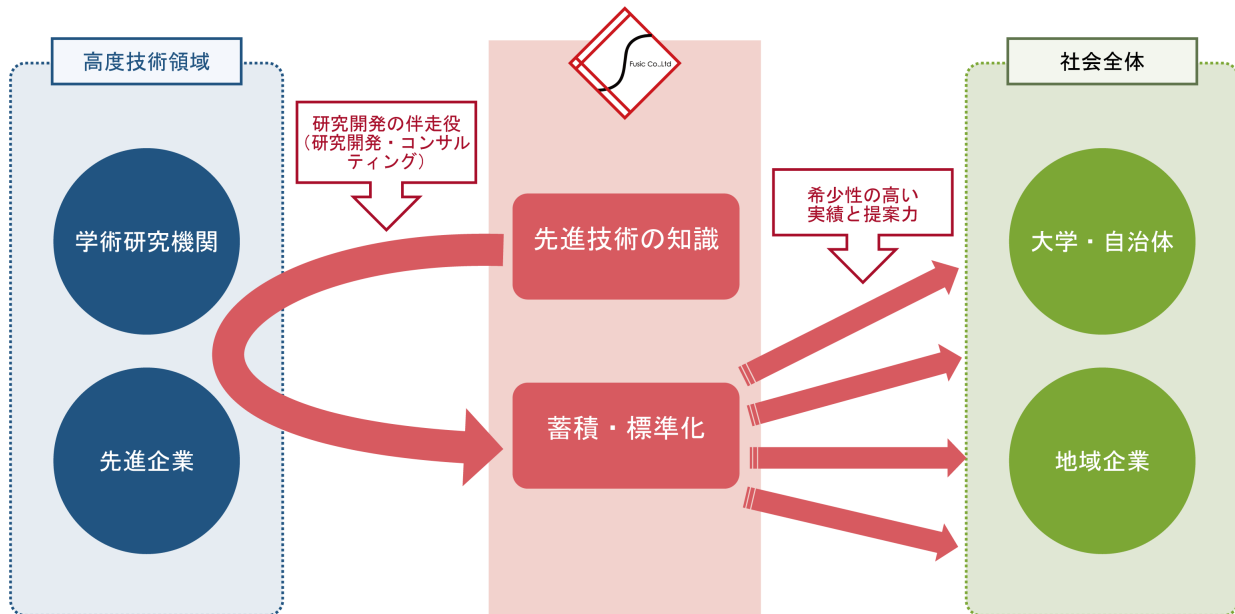 高度技術領域
学術研究機関
先進企業
研究開発の伴走役
（研究開発・コンサル
ティング）
Fusic Co.,Ltd
先進技術の知識
蓄積・標準化
希少性の高い
実績と提案力
社会全体
大学・自治体
地域企業